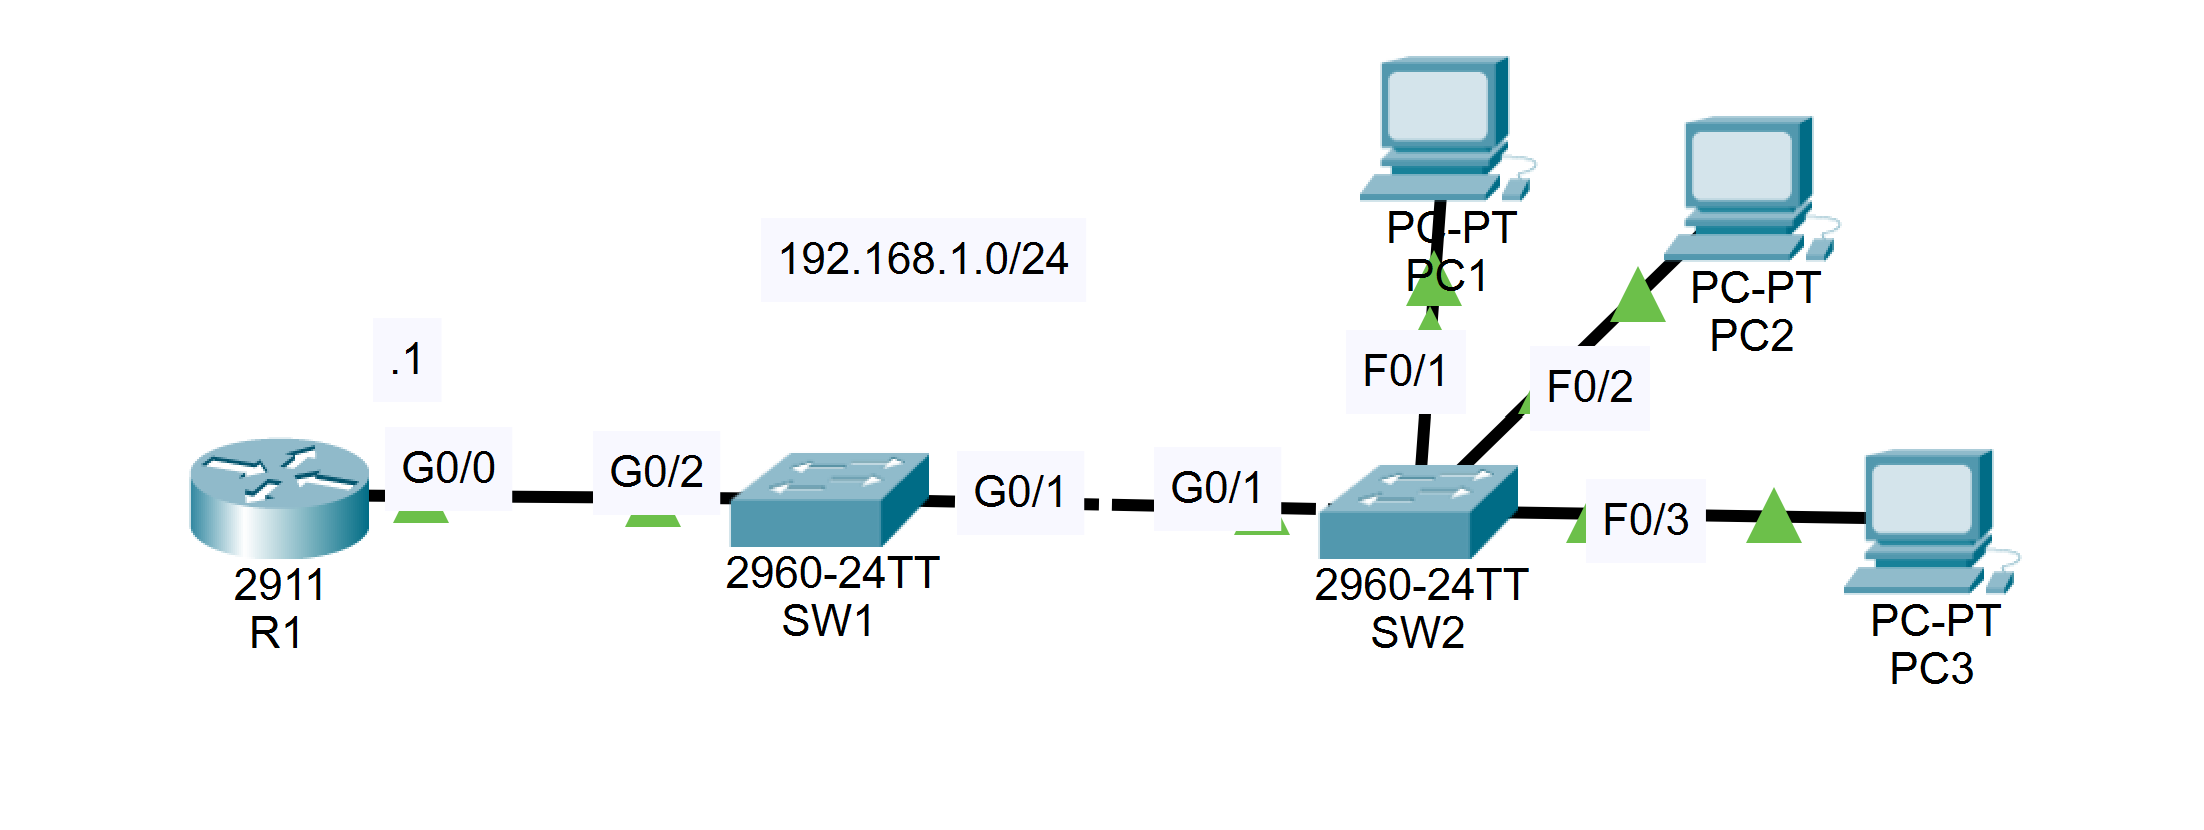 PC-PT
PC1
PC-PT
PC2
192.168.1.0/24
.1
F0/1
F0/2
G0/0
G0/2
G0/1
G0/1
F0/3
2911
R1
2960-24TT
SW1
2960-24TT
SW2
PC-PT
PC3